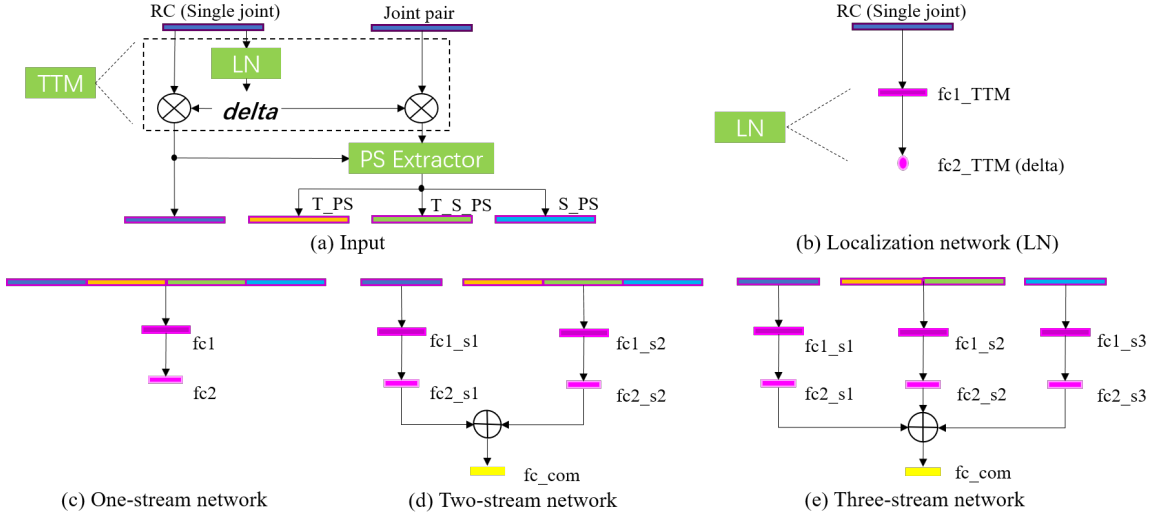 RC (Single joint)
Joint pair
LN
TTM
delta
PS Extractor
T_PS
T_S_PS
S_PS
(a) Input
RC (Single joint)
fc1_TTM
LN
fc2_TTM (delta)
(b) Localization network (LN)
fc1
fc2
(c) One-stream network
fc1_s1
fc1_s2
fc2_s1
fc2_s2
fc_com
(d) Two-stream network
fc1_s1
fc1_s2
fc1_s3
fc2_s1
fc2_s2
fc2_s3
fc_com
(e) Three-stream network